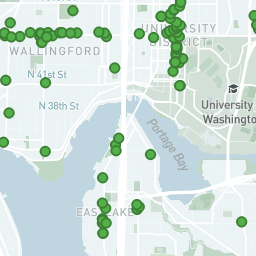 UNIVERSITY
DISTRICT
WALLINGFORD
N 41st St
N 38th St
University
Washington
Portage Bay
EASTLAKE